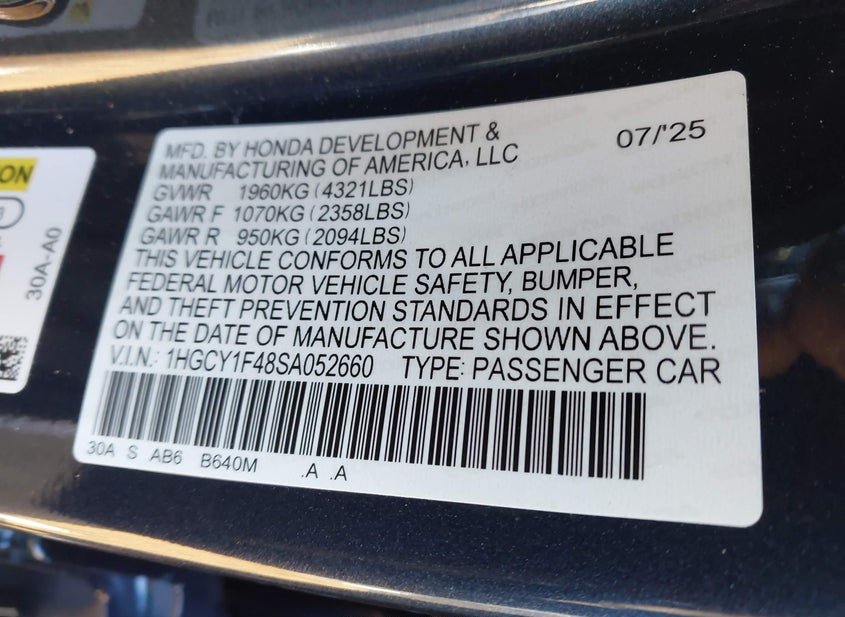 MFD. BY HONDA DEVELOPMENT & 07/'25
MANUFACTURING OF AMERICA, LLC
GVWR 1960KG (4321LBS)
GAWR F 1070KG (2358LBS)
GAWR R 950KG (2094LBS)
THIS VEHICLE CONFORMS TO ALL APPLICABLE
FEDERAL MOTOR VEHICLE SAFETY, BUMPER,
AND THEFT PREVENTION STANDARDS IN EFFECT
ON THE DATE OF MANUFACTURE SHOWN ABOVE.
V.I.N.: 1HGCY1F48SA052660 TYPE: PASSENGER CAR
30A S AB6 B640M .A .A
ON
30A-A0